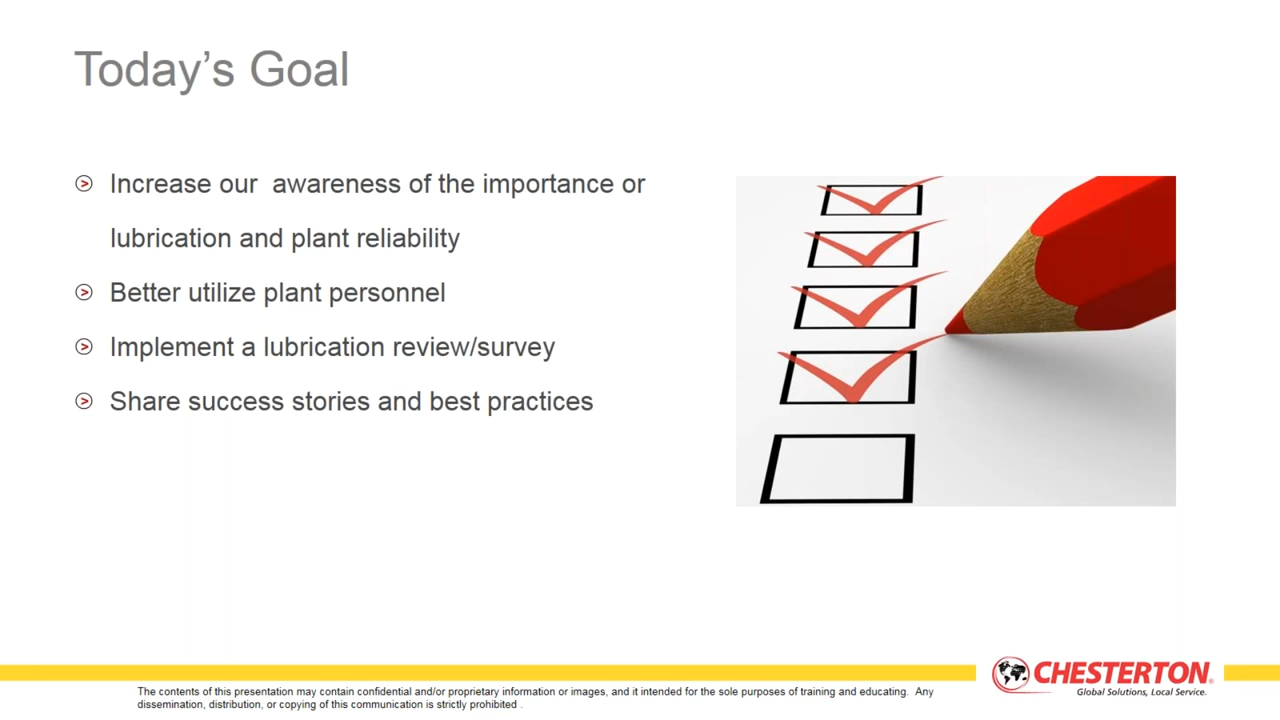 Today’s Goal
Increase our  awareness of the importance or
lubrication and plant reliability
Better utilize plant personnel
Implement a lubrication review/survey
Share success stories and best practices
CHESTERTON®
Global Solutions, Local Service.
The contents of this presentation may contain confidential and/or proprietary information or images, and it intended for the sole purposes of training and educating.  Any
dissemination, distribution, or copying of this communication is strictly prohibited .